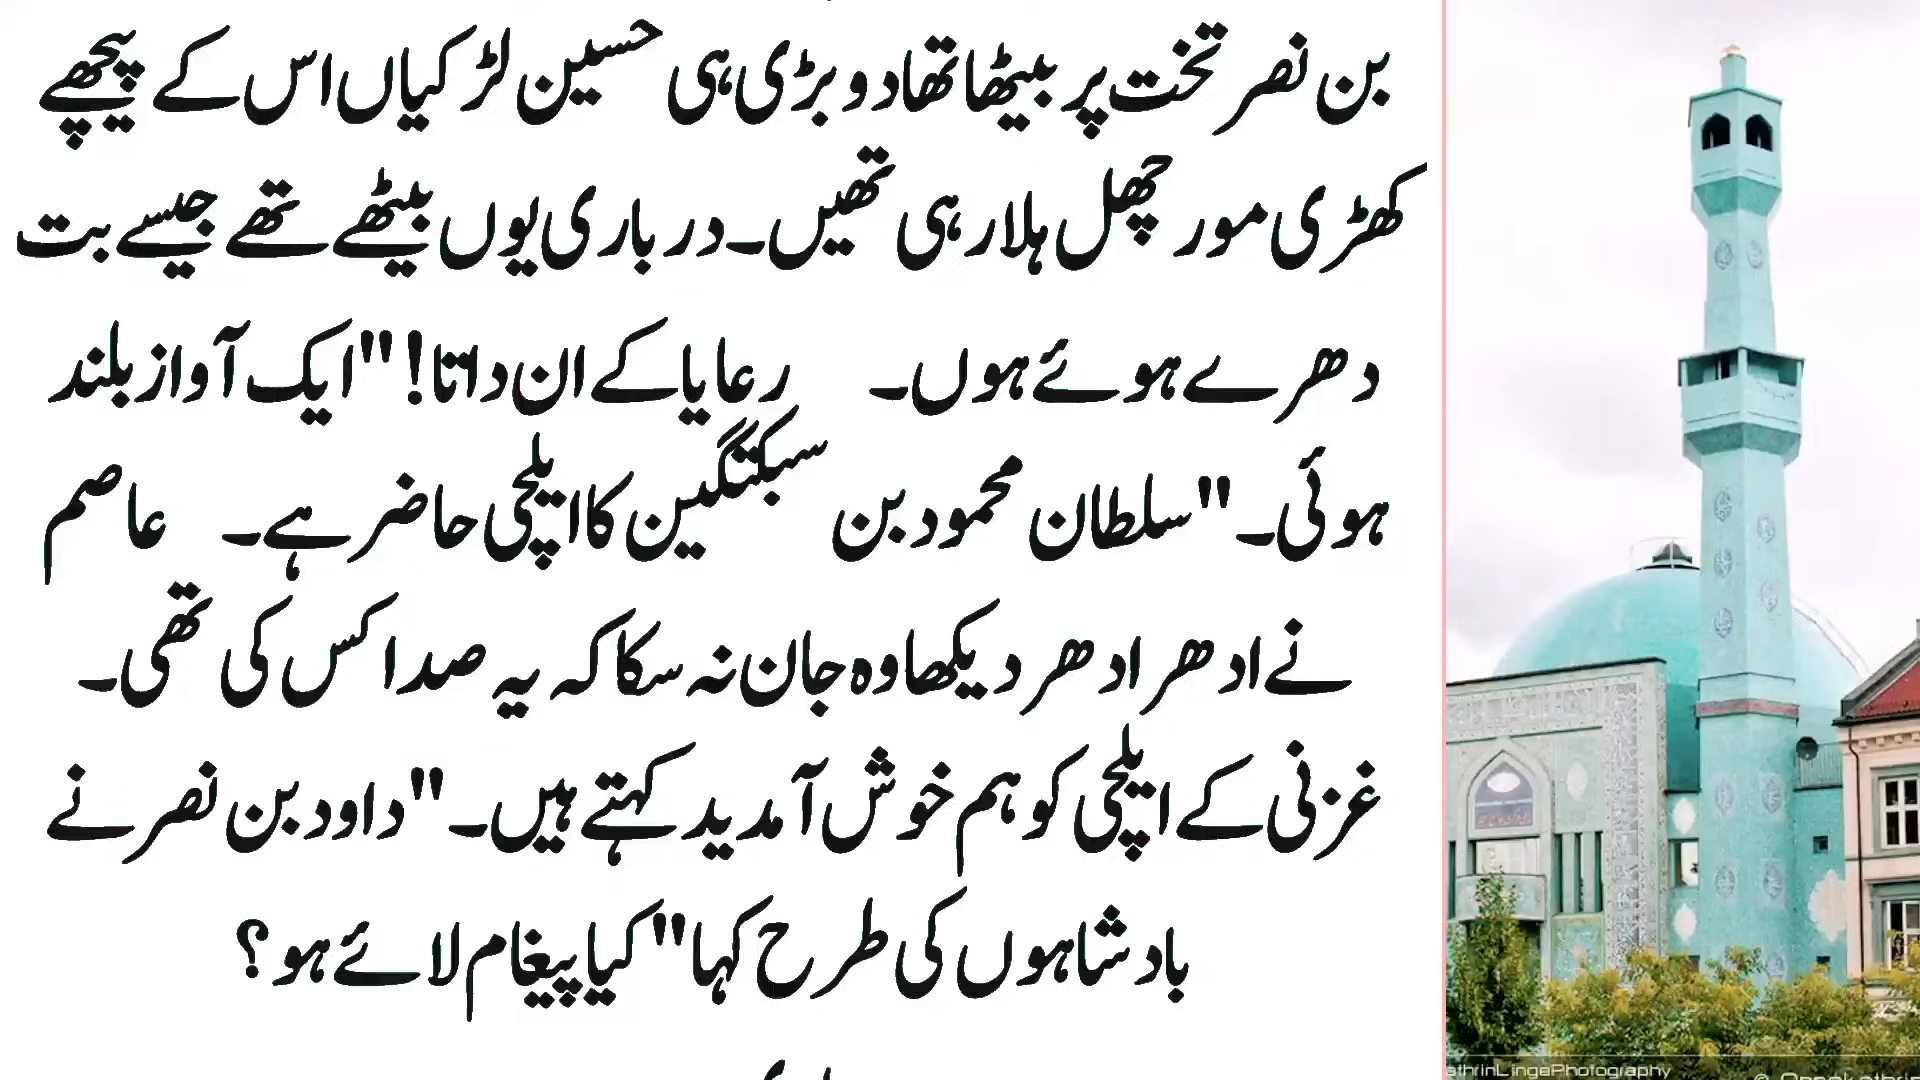 بن نصر تخت پر بیٹھا تھا دو بڑی ہی حسین لڑکیاں اس کے پیچھے
کھڑی مور چھل ہلا رہی تھیں۔ درباری یوں بیٹھے تھے جیسے بت
دھرے ہوئے ہوں۔ رعایا کے ان داتا! "ایک آواز بلند
ہوئی۔ "سلطان محمود بن سبکتگین کا ایلچی حاضر ہے۔ عاصم
نے ادھر ادھر دیکھا وہ جان نہ سکا کہ یہ صدا کس کی تھی۔
غزنی کے ایلچی کو ہم خوش آمدید کہتے ہیں۔ "داود بن نصر نے
بادشاہوں کی طرح کہا "کیا پیغام لائے ہو؟
athrinLingePhotography